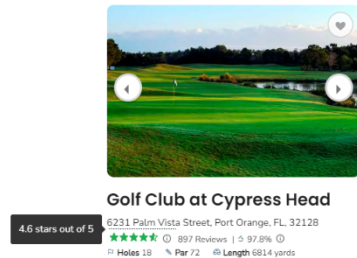 Golf Club at Cypress Head
6231 Palm Vista Street, Port Orange, FL, 32128
4.6 stars out of 5
897 Reviews | 97.8%
Holes 18 Par 72 Length 6814 yards